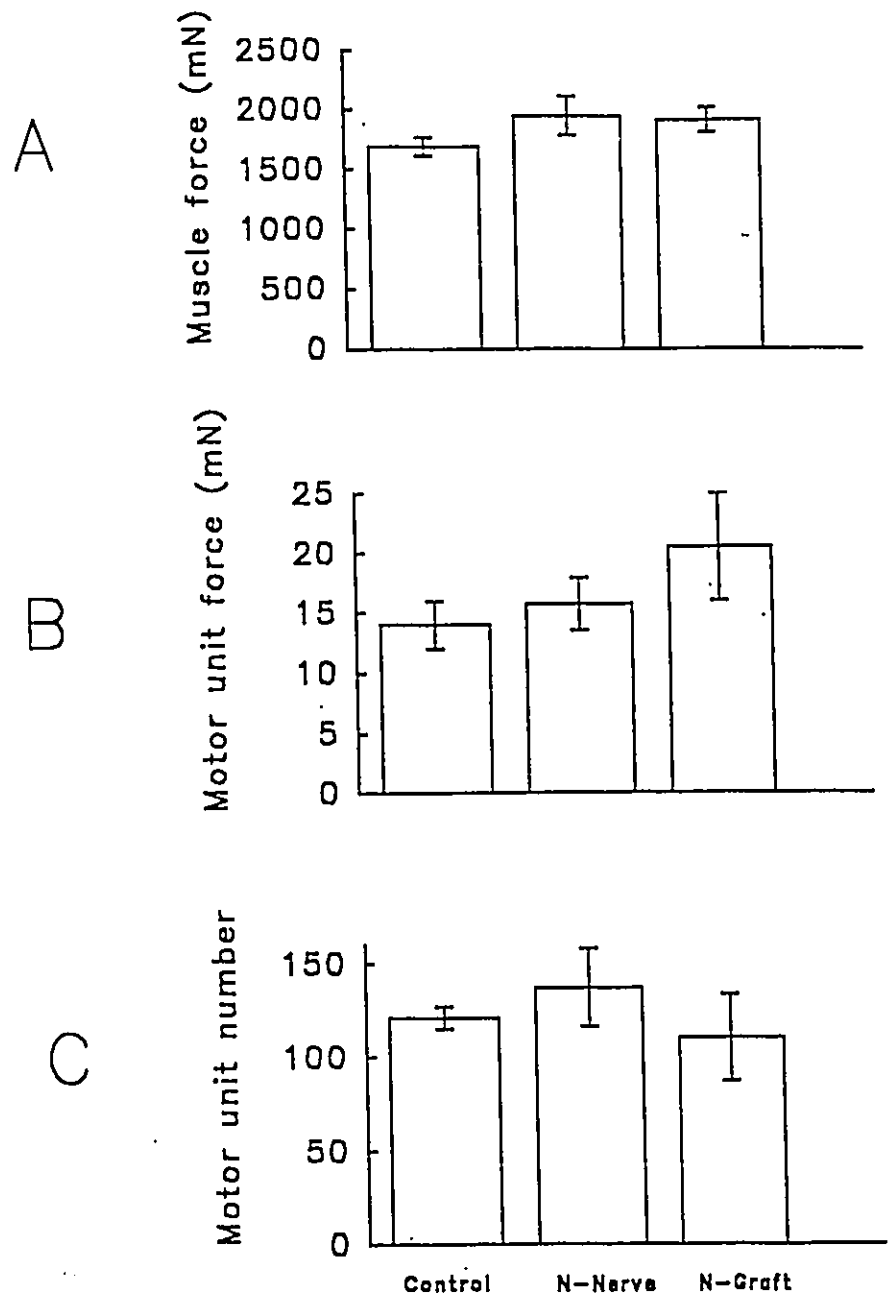 A
Muscle force (mN)
2500
2000
1500
1000
500
0
B
Motor unit force (mN)
25
20
15
10
5
0
C
Motor unit number
150
100
50
0
Control N-Nerve N-Graft